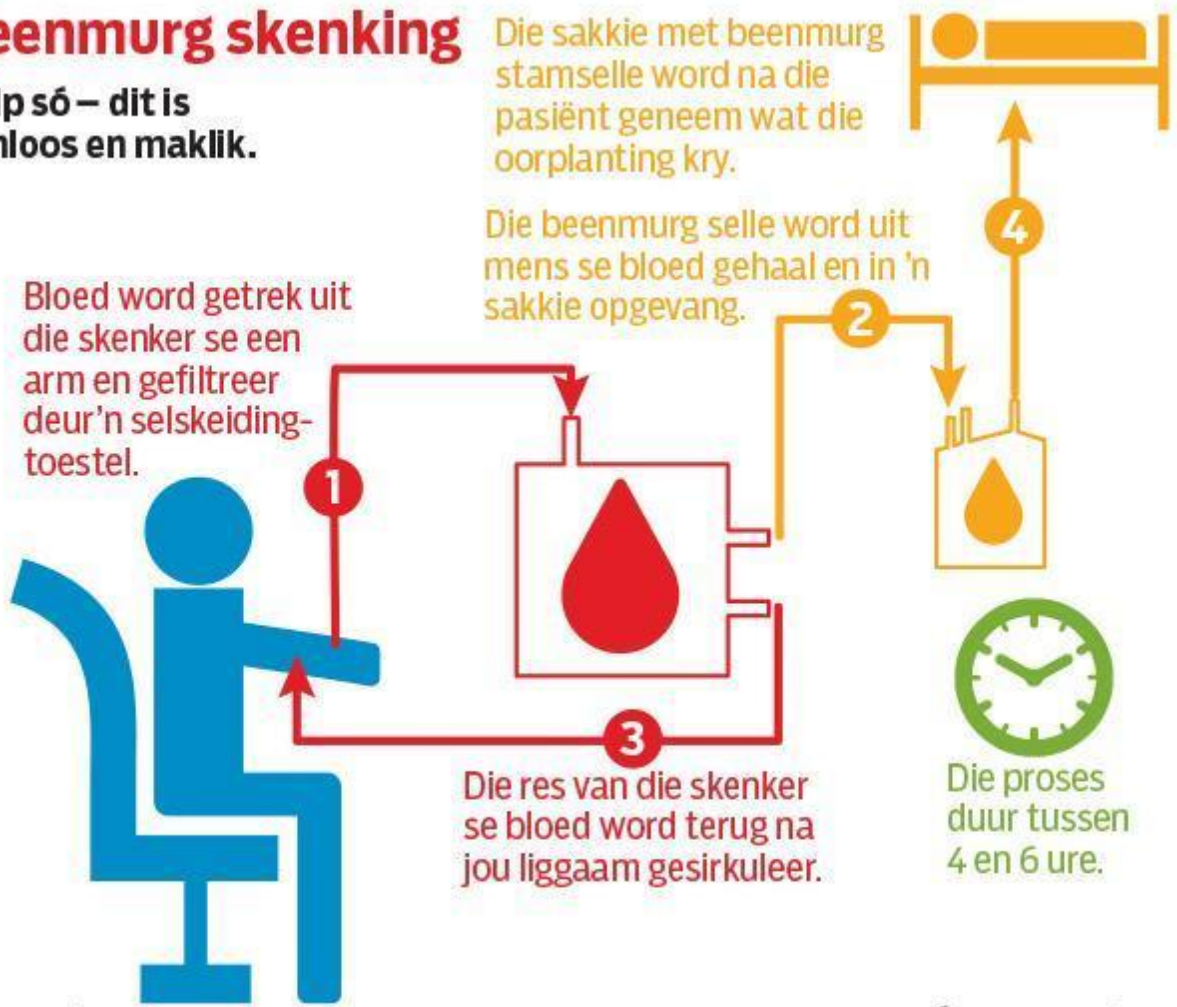 eenmurg skenking
lp só – dit is
nloos en maklik.
Die sakkie met beenmurg
stamselle word na die
pasiënt geneem wat die
oorplanting kry.
4
Die beenmurg selle word uit
mens se bloed gehaal en in 'n
sakkie opgevang.
2
Bloed word getrek uit
die skenker se een
arm en gefiltreer
deur'n selskeiding-
toestel.
1
3
Die res van die skenker
se bloed word terug na
jou liggaam gesirkuleer.
Die proses
duur tussen
4 en 6 ure.